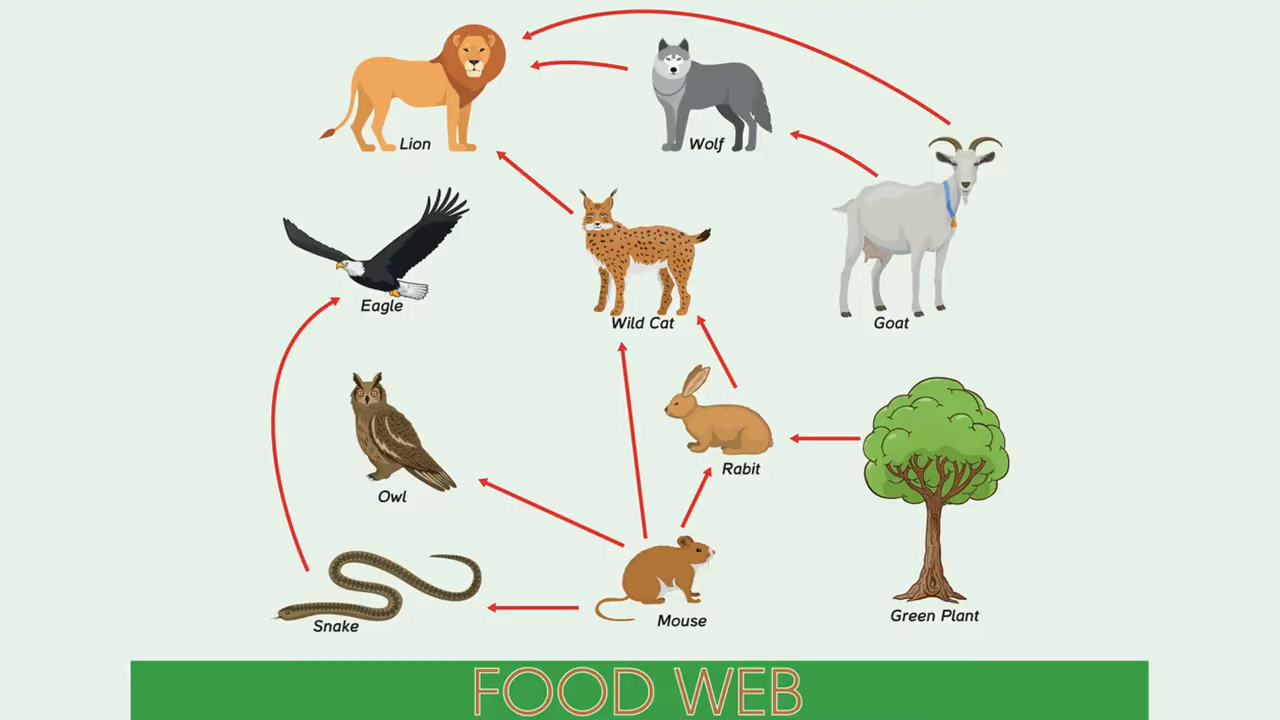 Lion
Wolf
Eagle
Wild Cat
Goat
Owl
Rabit
Snake
Mouse
Green Plant
FOOD WEB